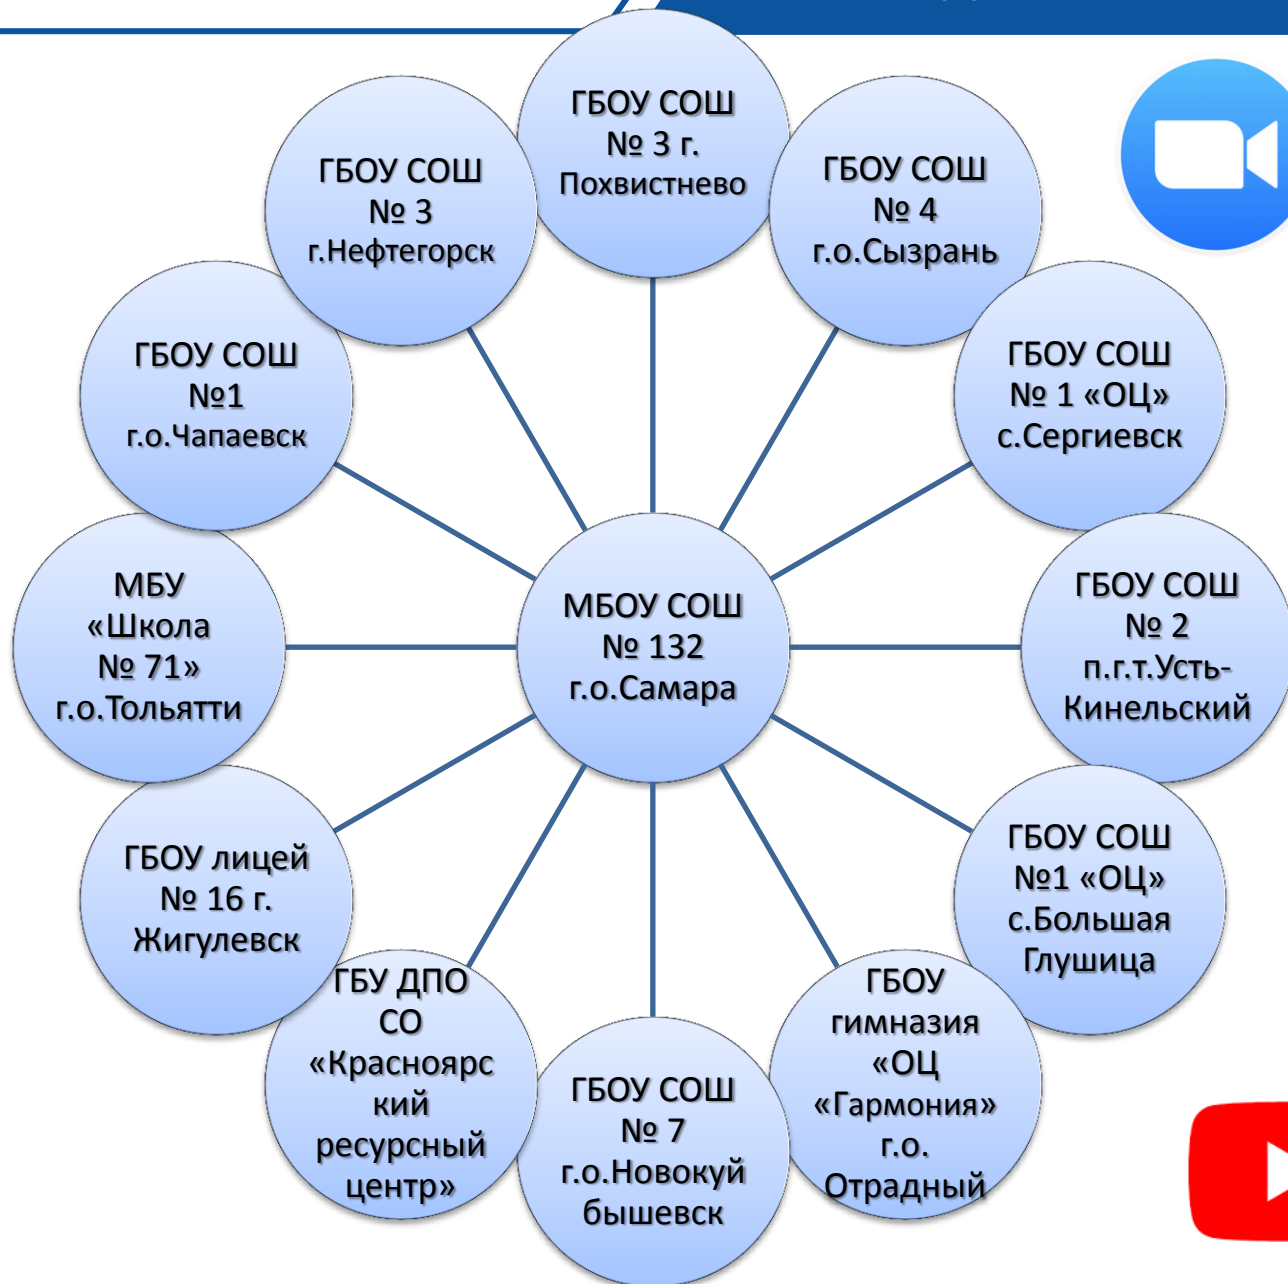 ГБОУ СОШ
№ 3 г.
Похвистнево
ГБОУ СОШ
№ 4
г.о.Сызрань
ГБОУ СОШ
№ 1 «ОЦ»
с.Сергиевск
ГБОУ СОШ
№ 2
п.г.т.Усть-
Кинельский
ГБОУ СОШ
№1 «ОЦ»
с.Большая
Глушица
ГБОУ
гимназия
«ОЦ
«Гармония»
г.о.
Отрадный
ГБОУ СОШ
№ 7
г.о.Новокуй
бышевск
ГБУ ДПО
СО
«Красноярс
кий
ресурсный
центр»
ГБОУ лицей
№ 16 г.
Жигулевск
МБУ
«Школа
№ 71»
г.о.Тольятти
ГБОУ СОШ
№1
г.о.Чапаевск
ГБОУ СОШ
№ 3
г.Нефтегорск
МБОУ СОШ
№ 132
г.о.Самара